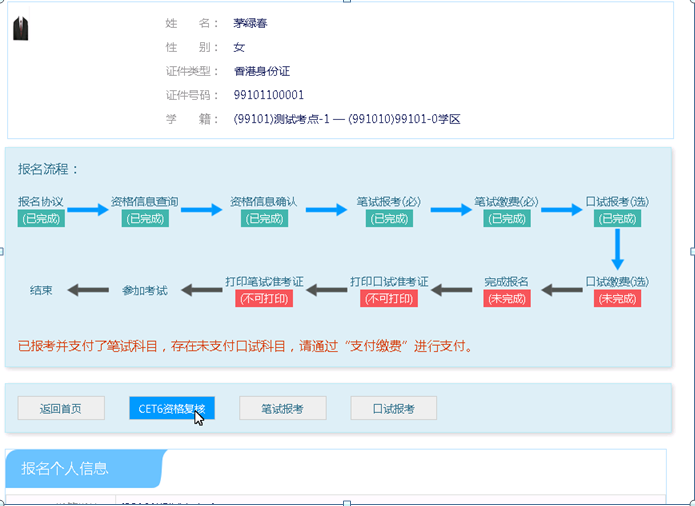 姓 名： 茅绿春
性 别： 女
证件类型： 香港身份证
证件号码： 99101100001
学 籍： (99101)测试考点-1 — (991010)99101-0学区
报名流程：
报名协议 资格信息查询 资格信息确认 笔试报考(必) 笔试缴费(必) 口试报考(选)
(已完成) (已完成) (已完成) (已完成) (已完成) (已完成)
结束 参加考试 打印笔试准考证 打印口试准考证 完成报名 口试缴费(选)
(不可打印) (不可打印) (未完成) (未完成)
已报考并支付了笔试科目，存在未支付口试科目，请通过“支付缴费”进行支付。
返回首页 CET6资格复核 笔试报考 口试报考
报名个人信息